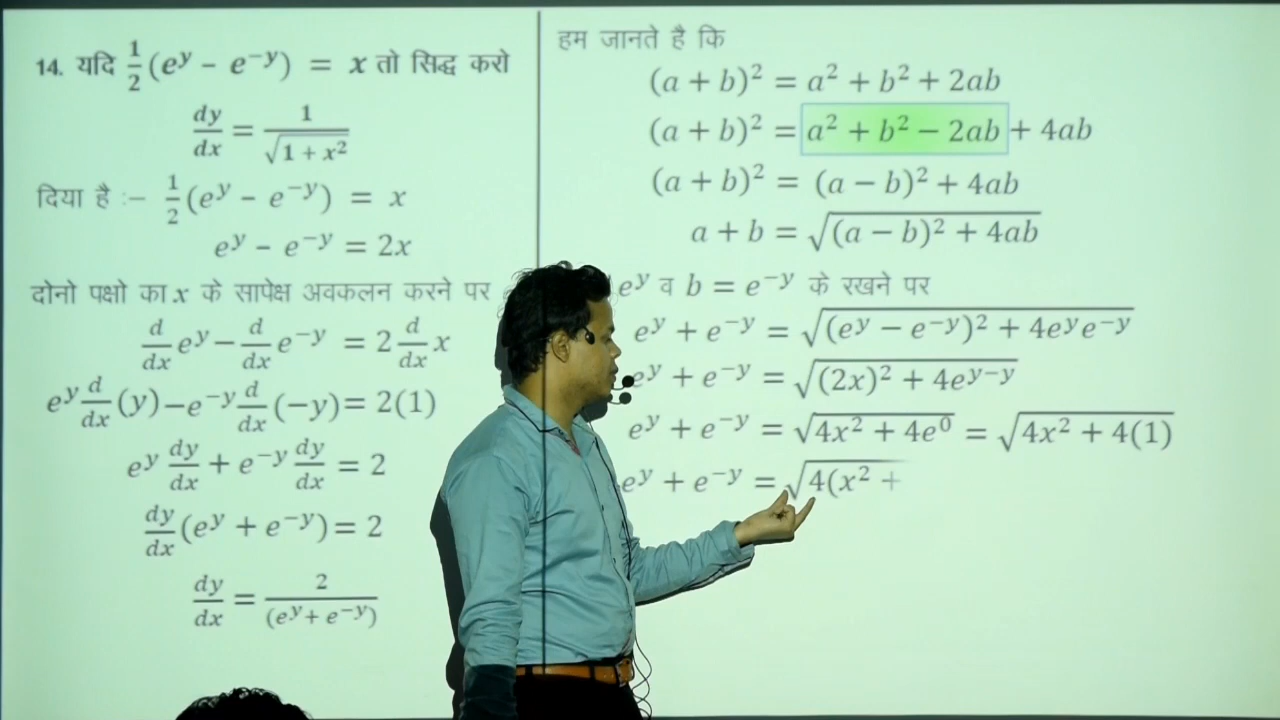 14. यदि 1/2(e^y − e^−y) = x तो सिद्ध करो
dy/dx = 1/√(1 + x²)
दिया है :− 1/2(e^y − e^−y) = x
e^y − e^−y = 2x
दोनो पक्षो का x के सापेक्ष अवकलन करने पर
d/dx e^y − d/dx e^−y = 2 d/dx x
e^y d/dx (y) − e^−y d/dx (−y) = 2(1)
e^y dy/dx + e^−y dy/dx = 2
dy/dx (e^y + e^−y) = 2
dy/dx = 2/(e^y + e^−y)
हम जानते है कि
(a + b)² = a² + b² + 2ab
(a + b)² = a² + b² − 2ab + 4ab
(a + b)² = (a − b)² + 4ab
a + b = √((a − b)² + 4ab)
e^y व b = e^−y के रखने पर
e^y + e^−y = √((e^y − e^−y)² + 4e^y e^−y)
e^y + e^−y = √((2x)² + 4e^y−y)
e^y + e^−y = √(4x² + 4e^0) = √(4x² + 4(1))
e^y + e^−y = √4(x² +